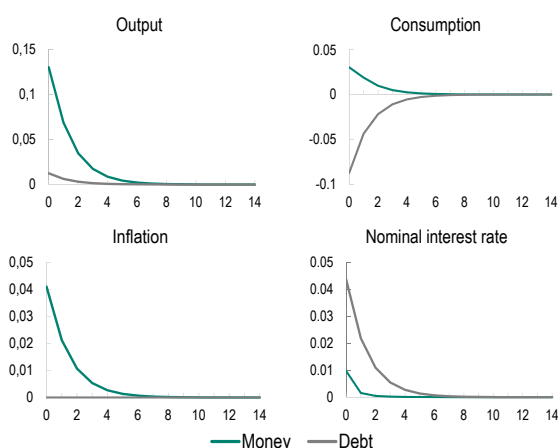 Output
0,15
0,1
0,05
0
0 2 4 6 8 10 12 14
Consumption
0.05
0
-0.05
-0.1
0 2 4 6 8 10 12 14
Inflation
0,05
0,04
0,03
0,02
0,01
0
0 2 4 6 8 10 12 14
Nominal interest rate
0.05
0.04
0.03
0.02
0.01
0
0 2 4 6 8 10 12 14
Money Debt